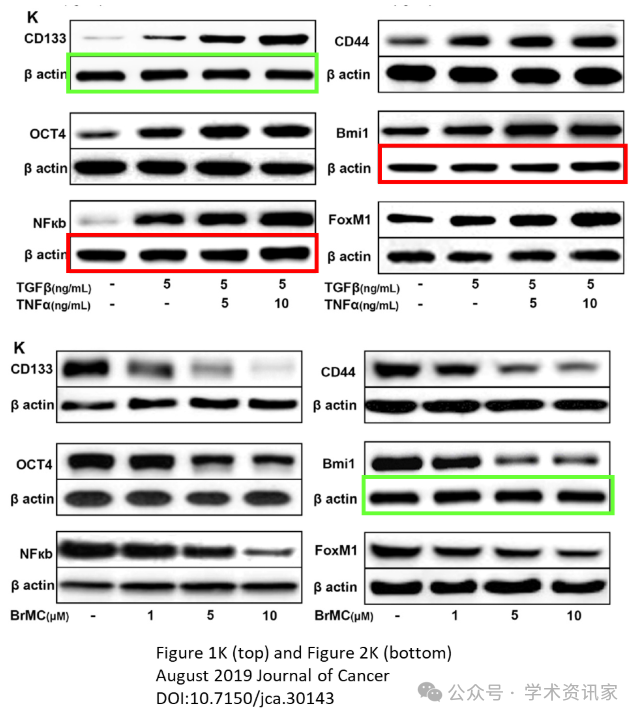 K
CD133
β actin
OCT4
β actin
NFκb
β actin
TGFβ(ng/mL) - 5 5 5
TNFα(ng/mL) - - 5 10
CD44
β actin
Bmi1
β actin
FoxM1
β actin
TGFβ(ng/mL) - 5 5 5
TNFα(ng/mL) - - 5 10
K
CD133
β actin
OCT4
β actin
NFκb
β actin
BrMC(μM) - 1 5 10
CD44
β actin
Bmi1
β actin
FoxM1
β actin
BrMC(μM) - 1 5 10
Figure 1K (top) and Figure 2K (bottom)
August 2019 Journal of Cancer
DOI:10.7150/jca.30143
公众号 · 学术资讯家